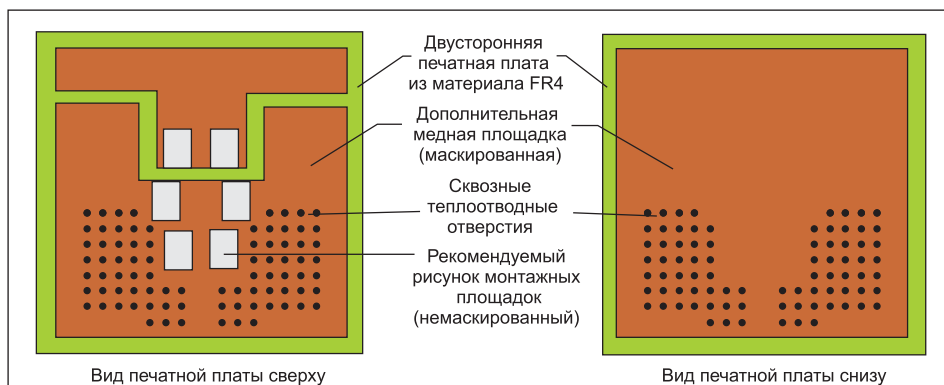 Двусторонняя
печатная плата
из материала FR4
Дополнительная
медная площадка
(маскированная)
Сквозные
теплоотводные
отверстия
Рекомендуемый
рисунок монтажных
площадок
(немаскированный)
Вид печатной платы сверху
Вид печатной платы снизу